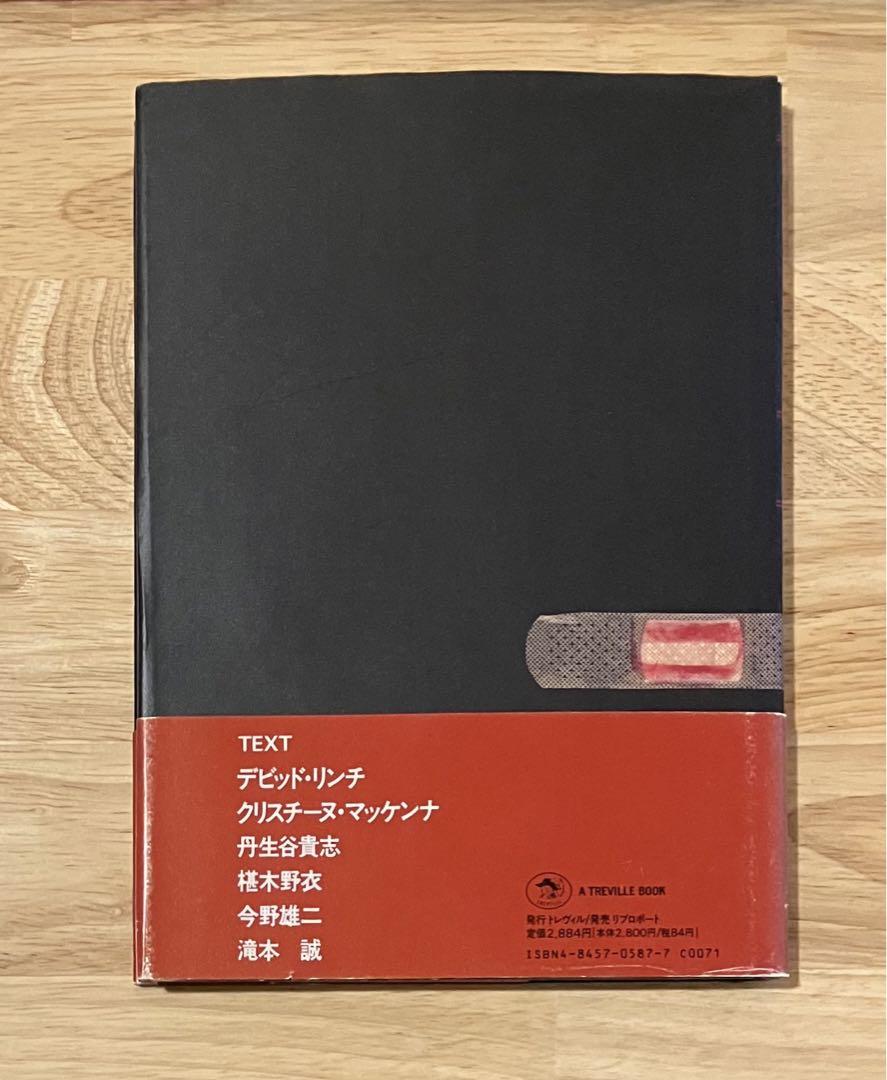 TEXT
デビッド・リンチ
クリスチーヌ・マッケンナ
丹生谷貴志
椹木野衣
今野雄二
滝本 誠
TREVILLE
A TREVILLE BOOK
発行 トレヴィル/発売 リブロポート
定価2,884円[本体2,800円/税84円]
ISBN4-8457-0587-7 C0071